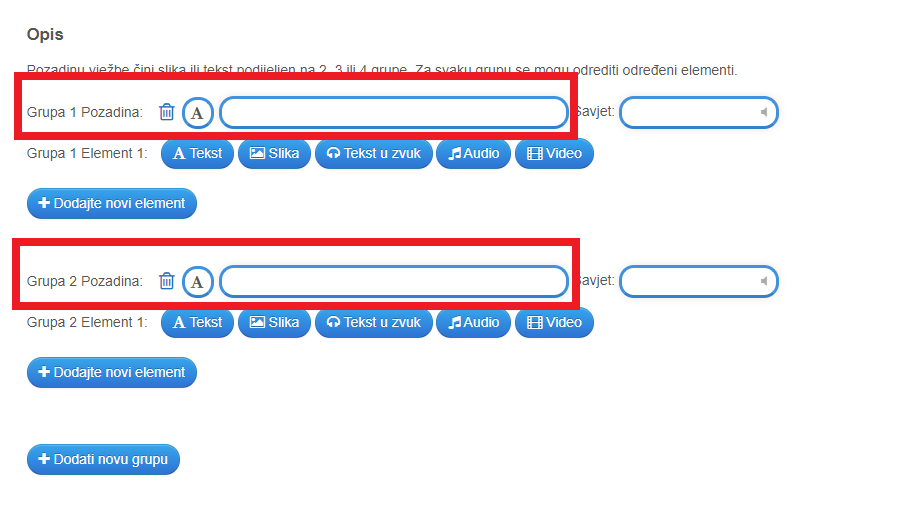 Opis
Pozadinu vježbe čini slika ili tekst podijeljen na 2, 3 ili 4 grupe. Za svaku grupu se mogu odrediti određeni elementi.
Grupa 1 Pozadina: A Savjet:
Grupa 1 Element 1: A Tekst Slika Tekst u zvuk Audio Video
+ Dodajte novi element
Grupa 2 Pozadina: A Savjet:
Grupa 2 Element 1: A Tekst Slika Tekst u zvuk Audio Video
+ Dodajte novi element
+ Dodati novu grupu